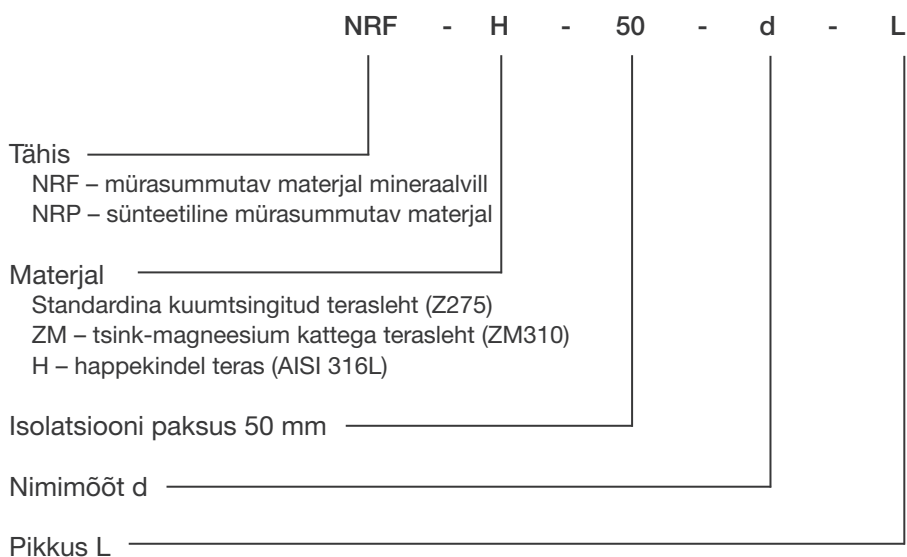 NRF - H - 50 - d - L
Tähis
NRF – mürasummutav materjal mineraalvill
NRP – sünteetiline mürasummutav materjal
Materjal
Standardina kuumtsingitud terasleht (Z275)
ZM – tsink-magneesium kattega terasleht (ZM310)
H – happekindel teras (AISI 316L)
Isolatsiooni paksus 50 mm
Nimimõõt d
Pikkus L